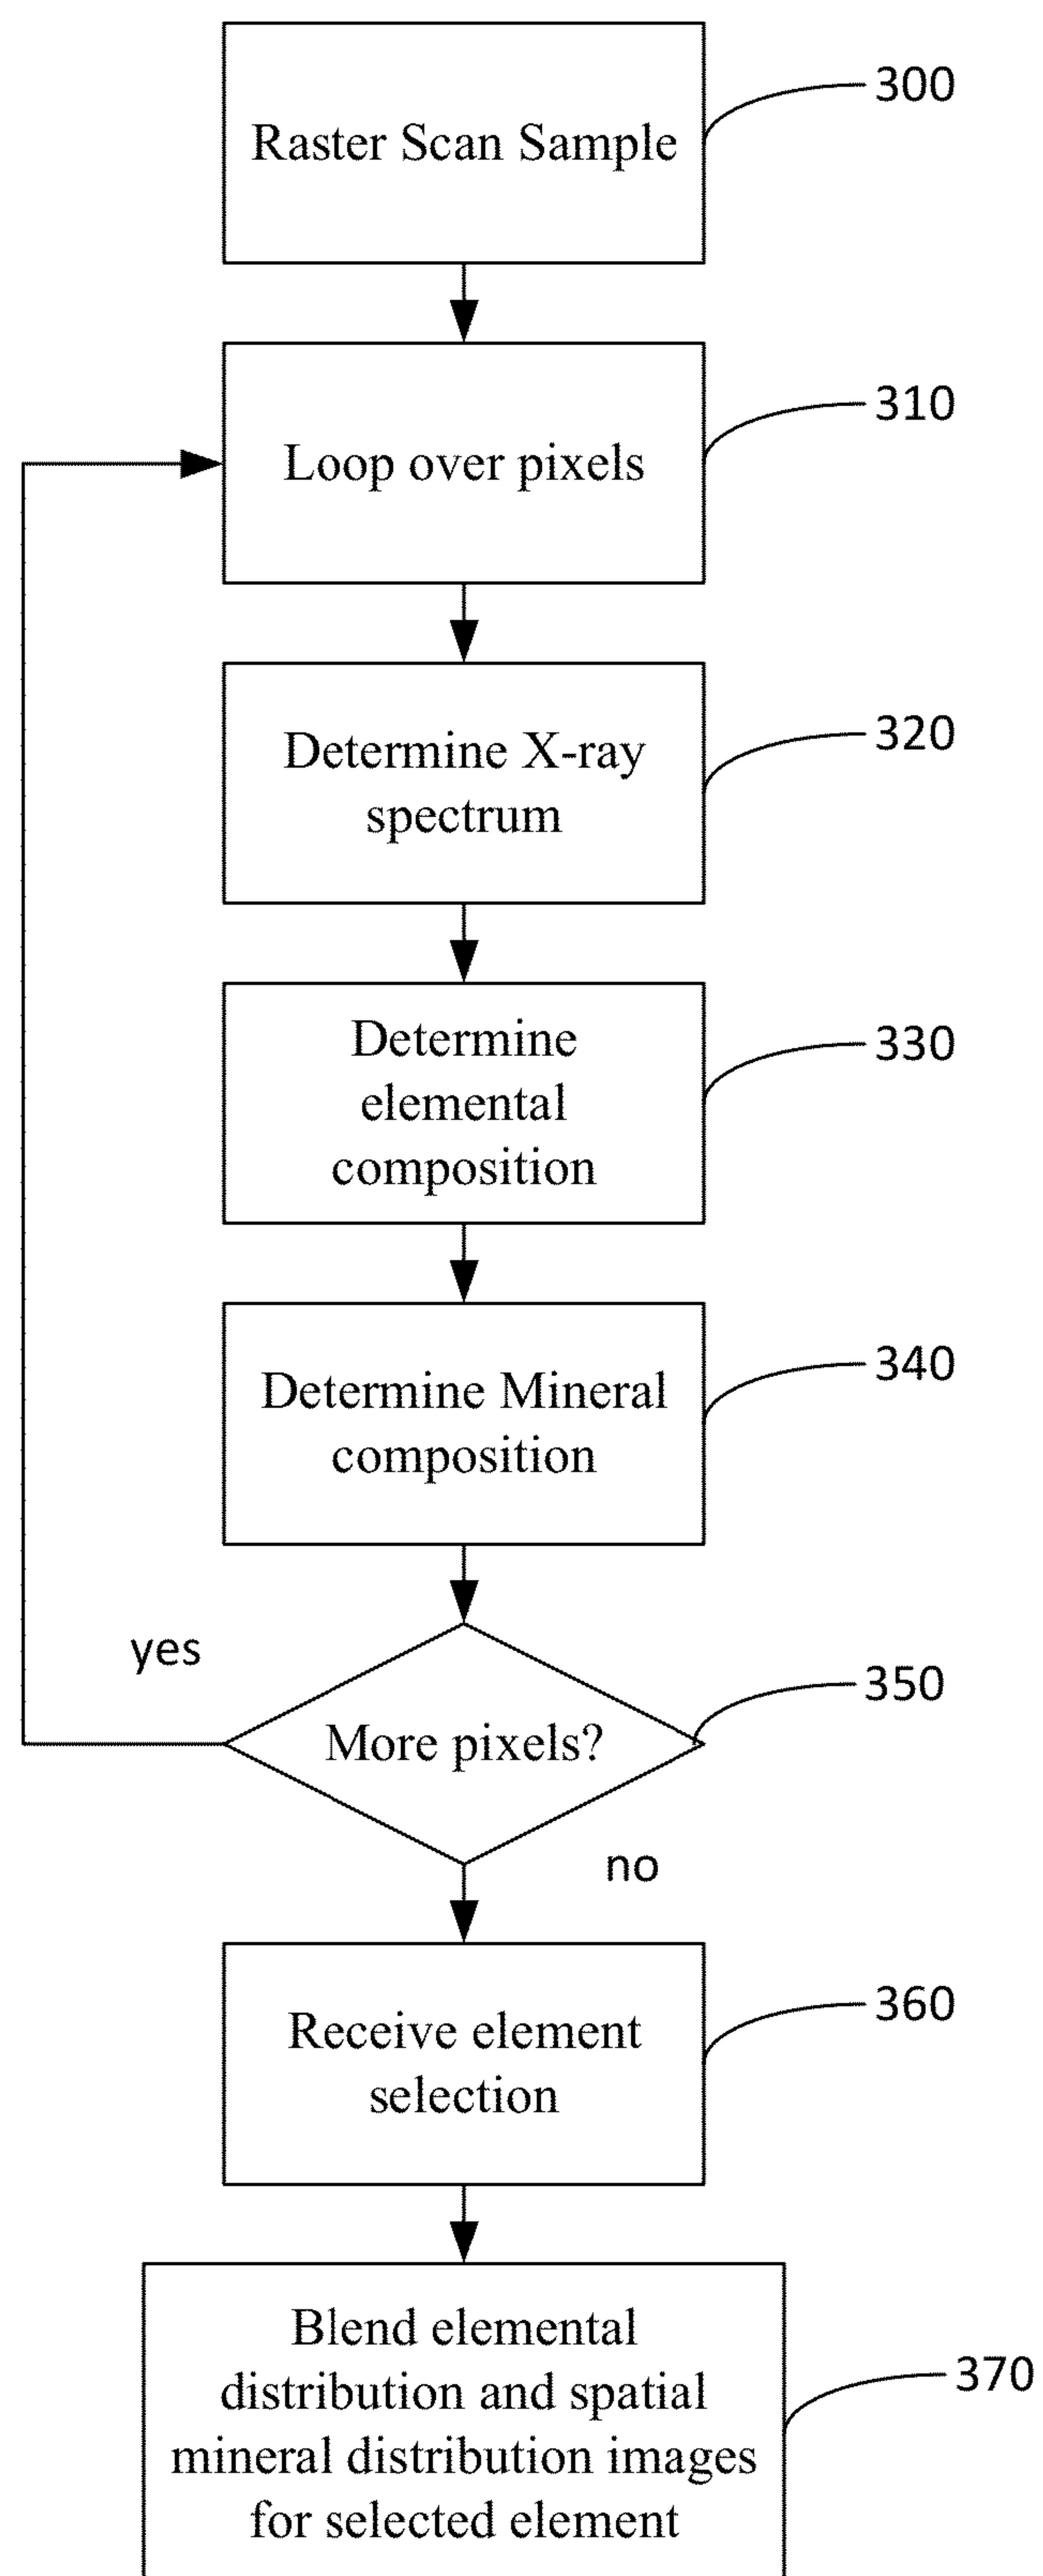 Raster Scan Sample
300
Loop over pixels
310
Determine X-ray
spectrum
320
Determine
elemental
composition
330
Determine Mineral
composition
340
yes
More pixels?
350
no
Receive element
selection
360
Blend elemental
distribution and spatial
mineral distribution images
for selected element
370